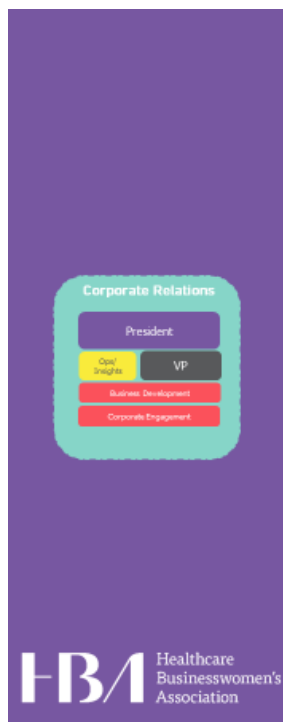 Corporate Relations
President
Ops/
Insights
VP
Business Development
Corporate Engagement
HBA
Healthcare
Businesswomen's
Association